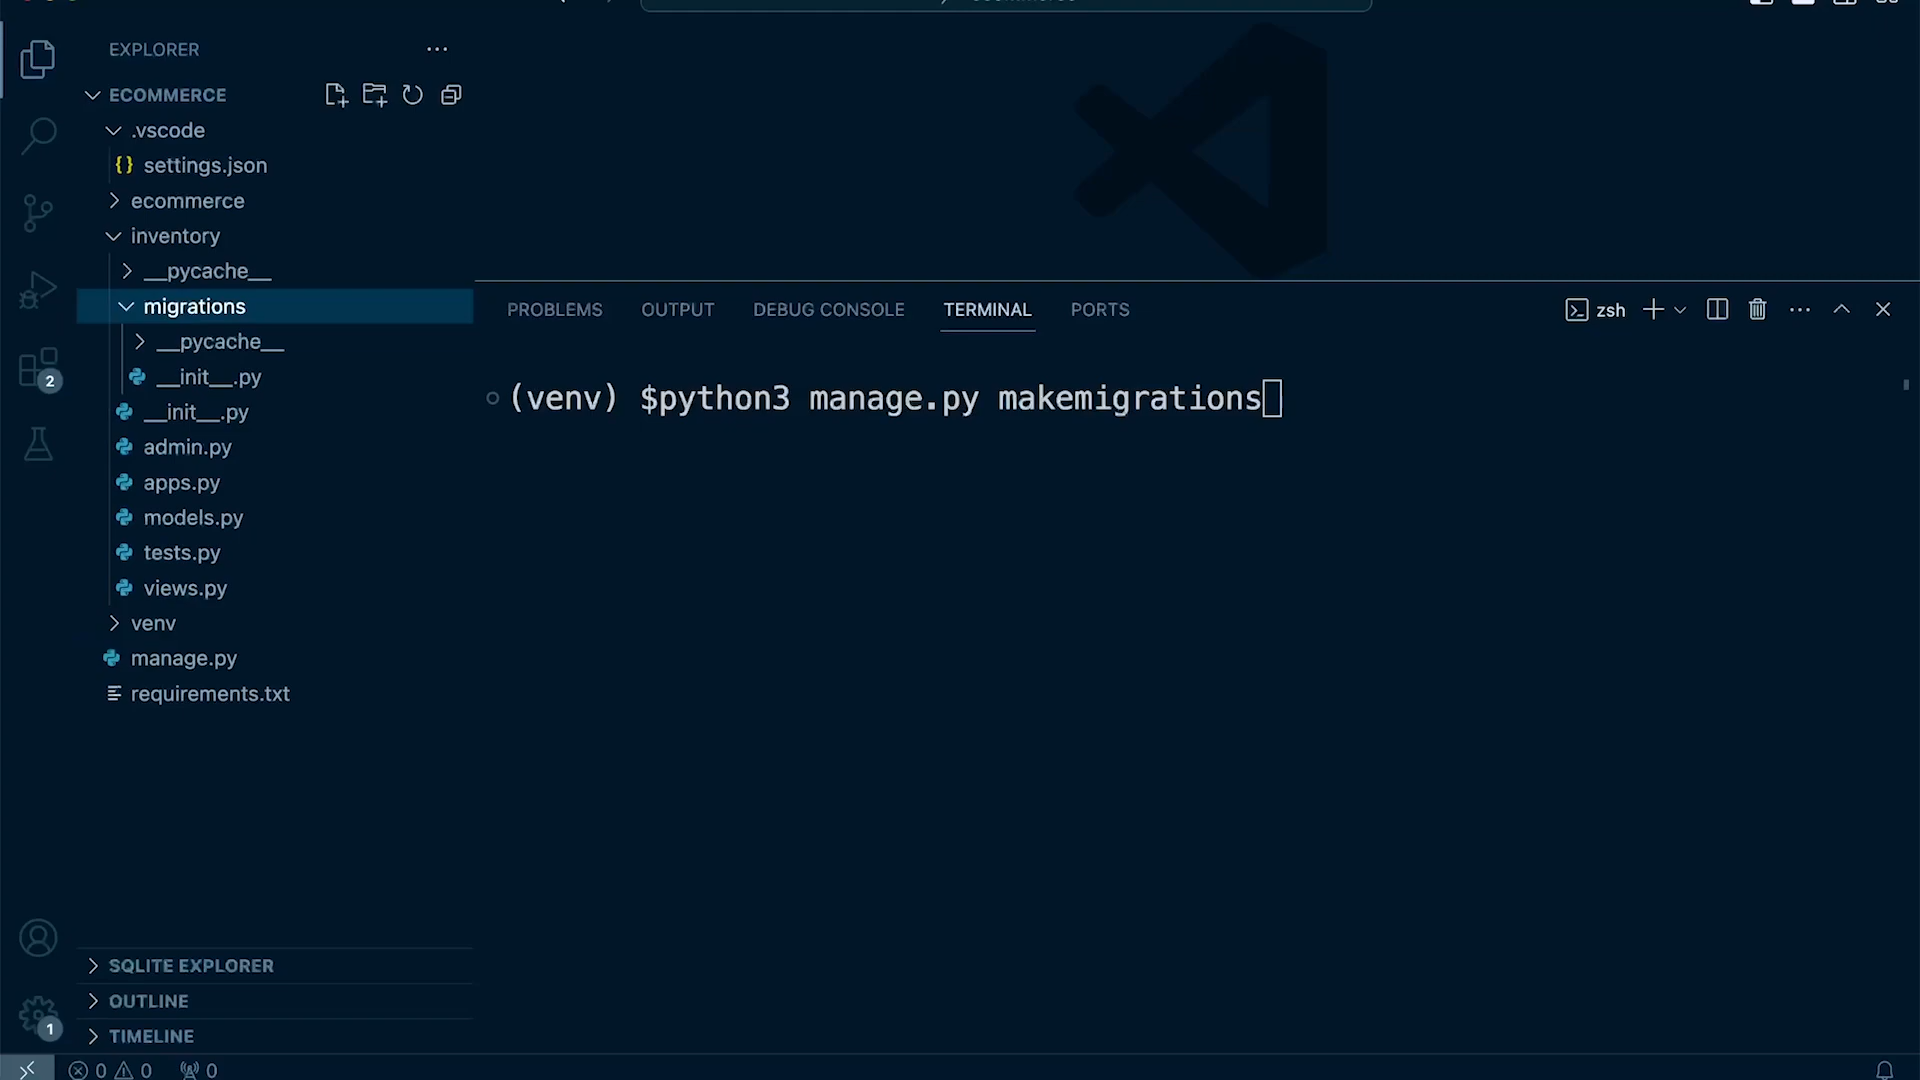 EXPLORER
ECOMMERCE
.vscode
{} settings.json
ecommerce
inventory
__pycache__
migrations
__pycache__
__init__.py
__init__.py
admin.py
apps.py
models.py
tests.py
views.py
venv
manage.py
requirements.txt
SQLITE EXPLORER
OUTLINE
TIMELINE
2
1
0 0 0
PROBLEMS OUTPUT DEBUG CONSOLE TERMINAL PORTS
zsh
(venv) $python3 manage.py makemigrations